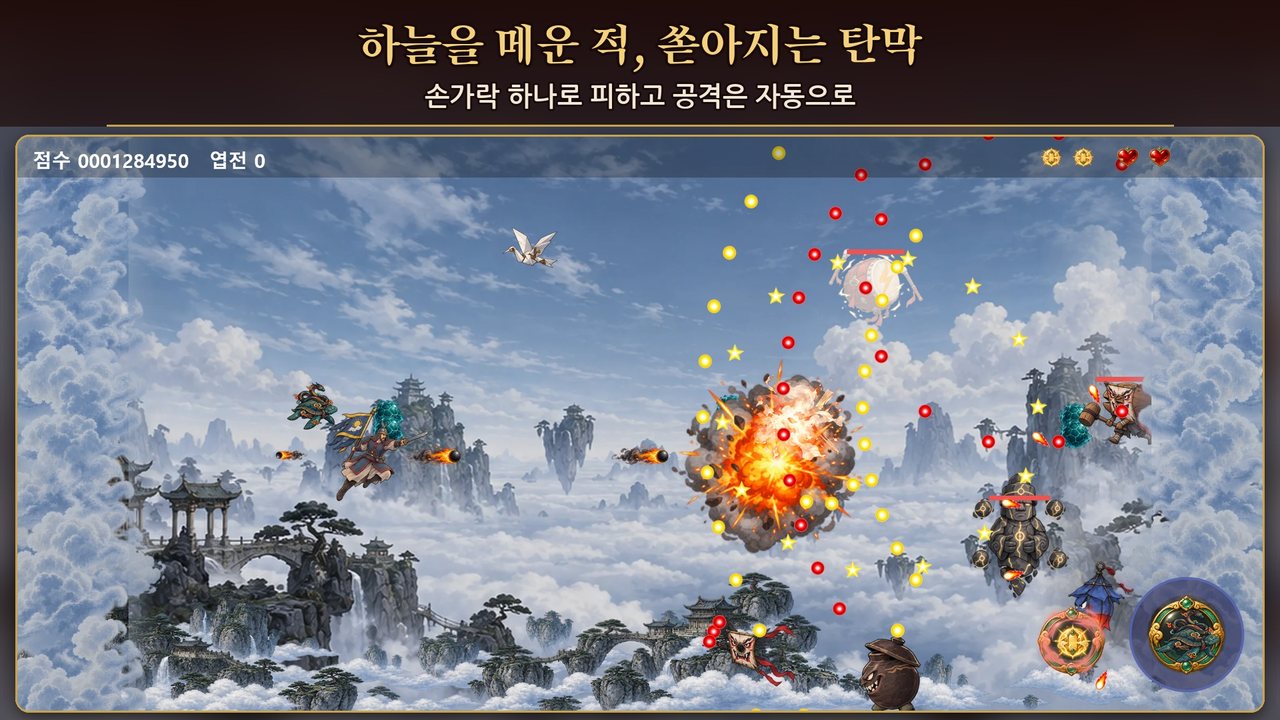 하늘을 메운 적, 쏟아지는 탄막
손가락 하나로 피하고 공격은 자동으로
점수 0001284950 엽전 0